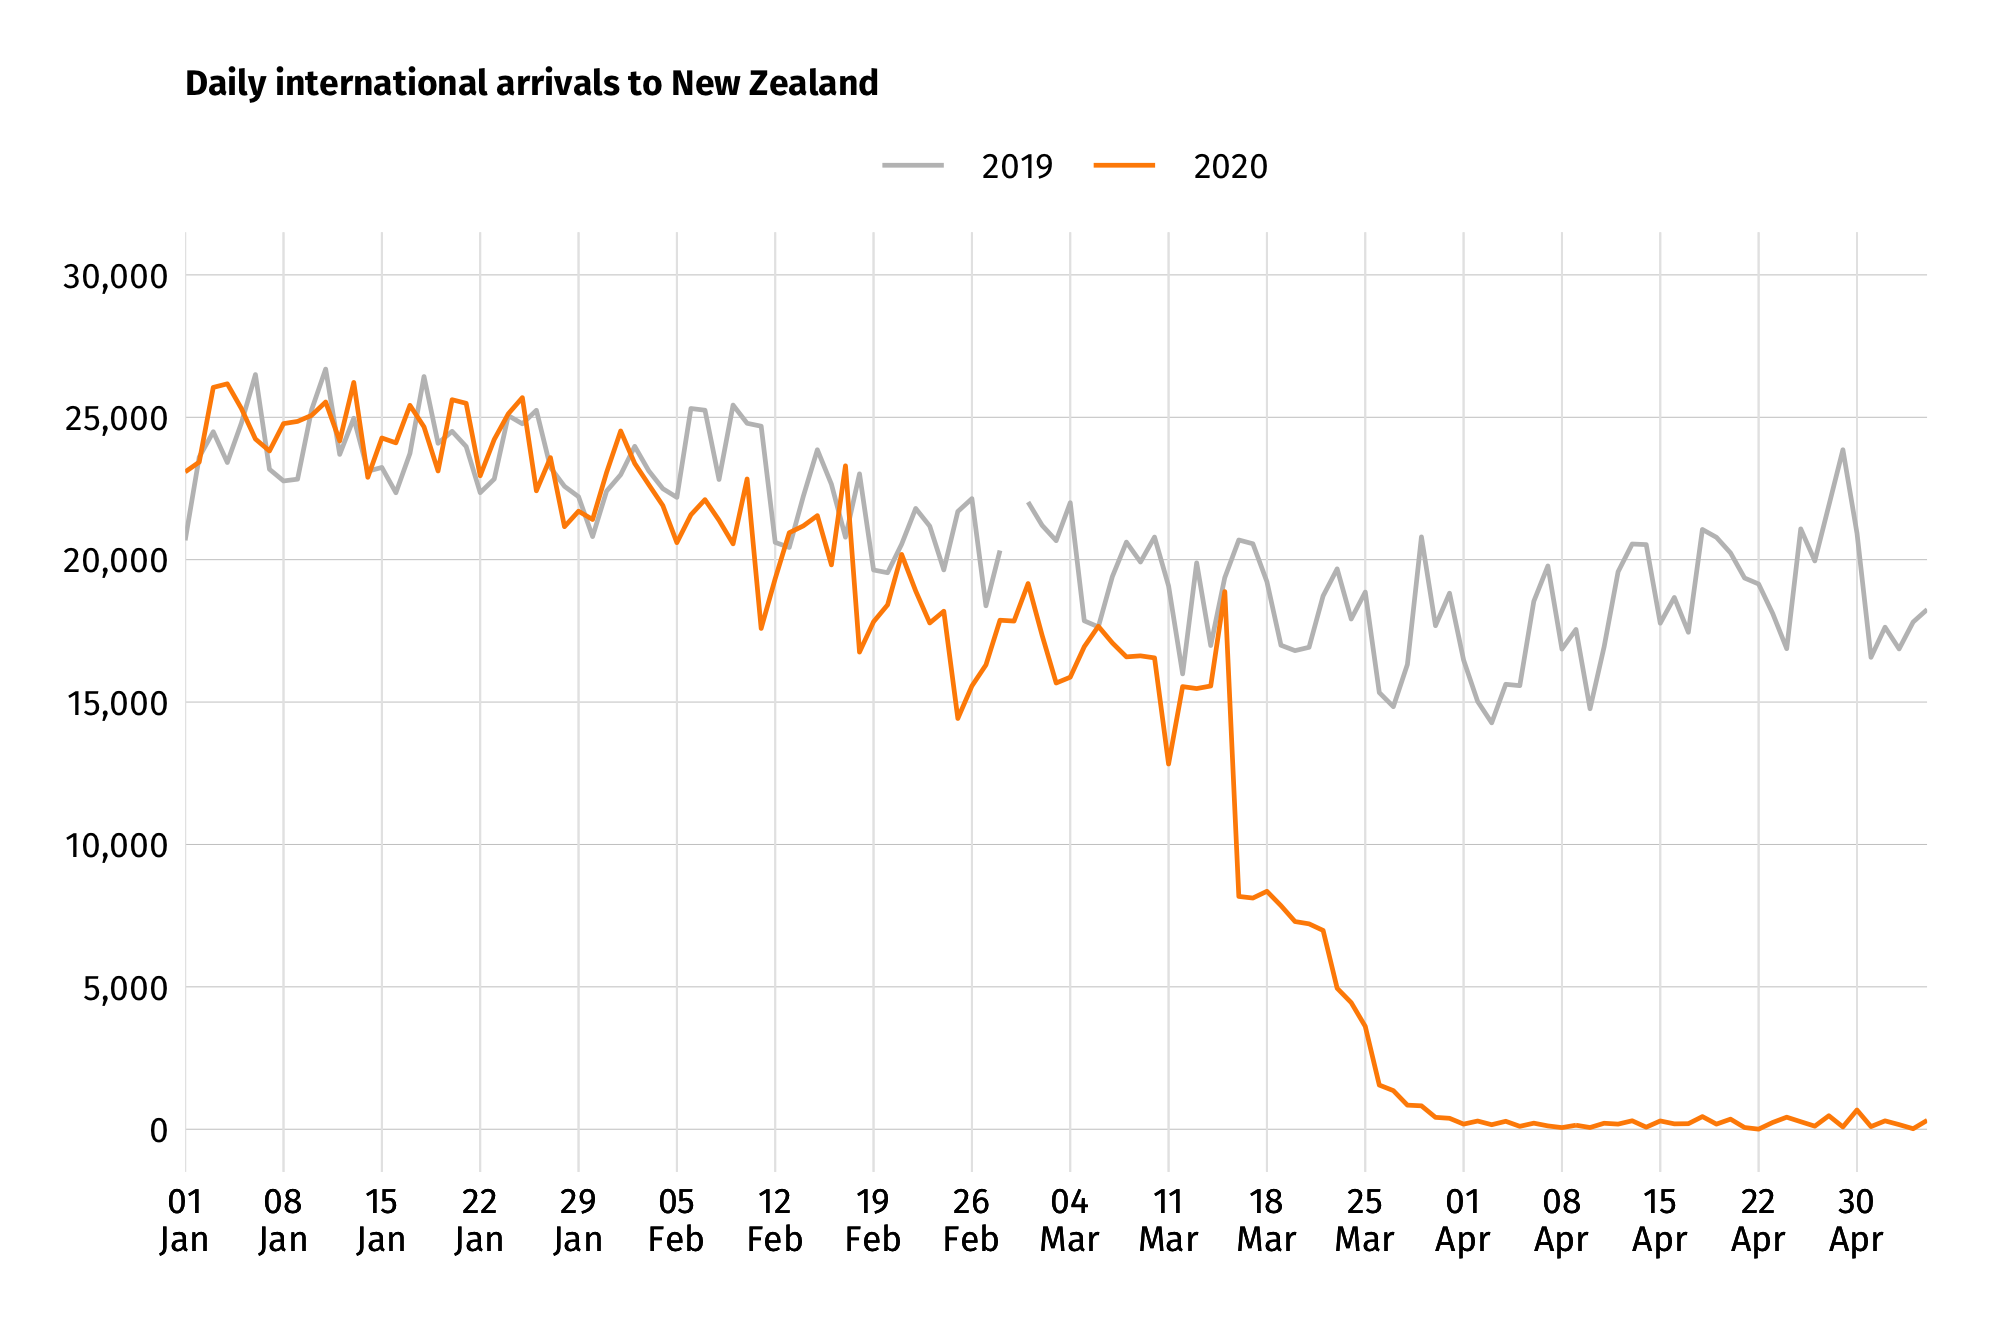 Daily international arrivals to New Zealand
2019 2020
30,000
25,000
20,000
15,000
10,000
5,000
0
01 08 15 22 29 05 12 19 26 04 11 18 25 01 08 15 22 30
Jan Jan Jan Jan Jan Feb Feb Feb Feb Mar Mar Mar Mar Apr Apr Apr Apr Apr